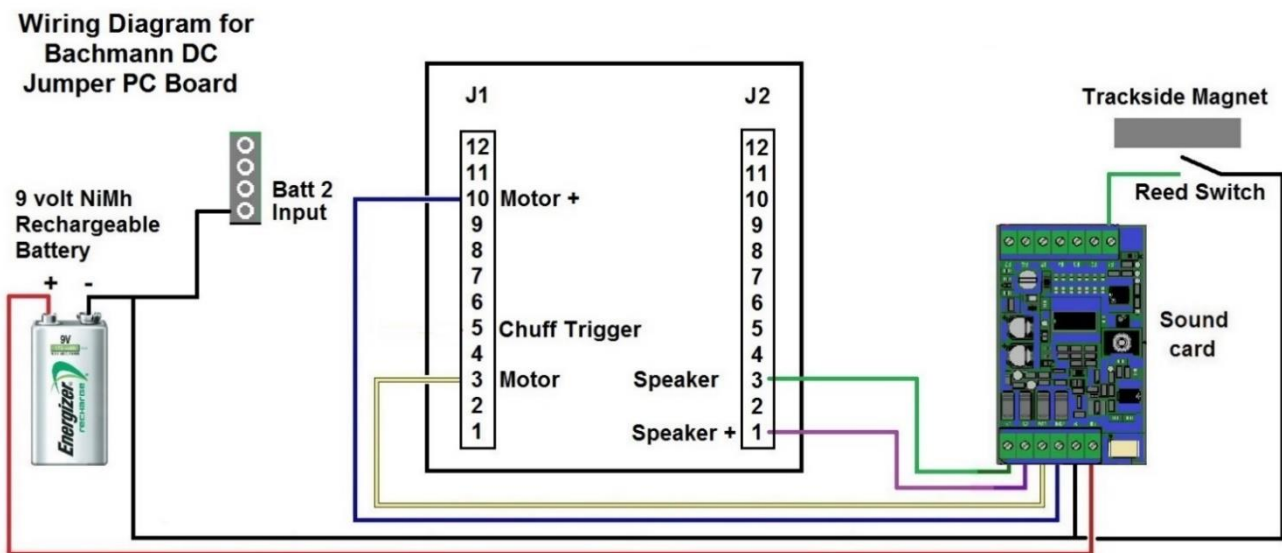 Wiring Diagram for
Bachmann DC
Jumper PC Board
J1
J2
Trackside Magnet
Reed Switch
Batt 2
Input
9 volt NiMh
Rechargeable
Battery
+ -
9V
Energizer
RECHARGE
12
11
10 Motor +
9
8
7
6
5 Chuff Trigger
4
3 Motor
2
1
12
11
10
9
8
7
6
5
4
Speaker 3
2
Speaker + 1
Sound
card